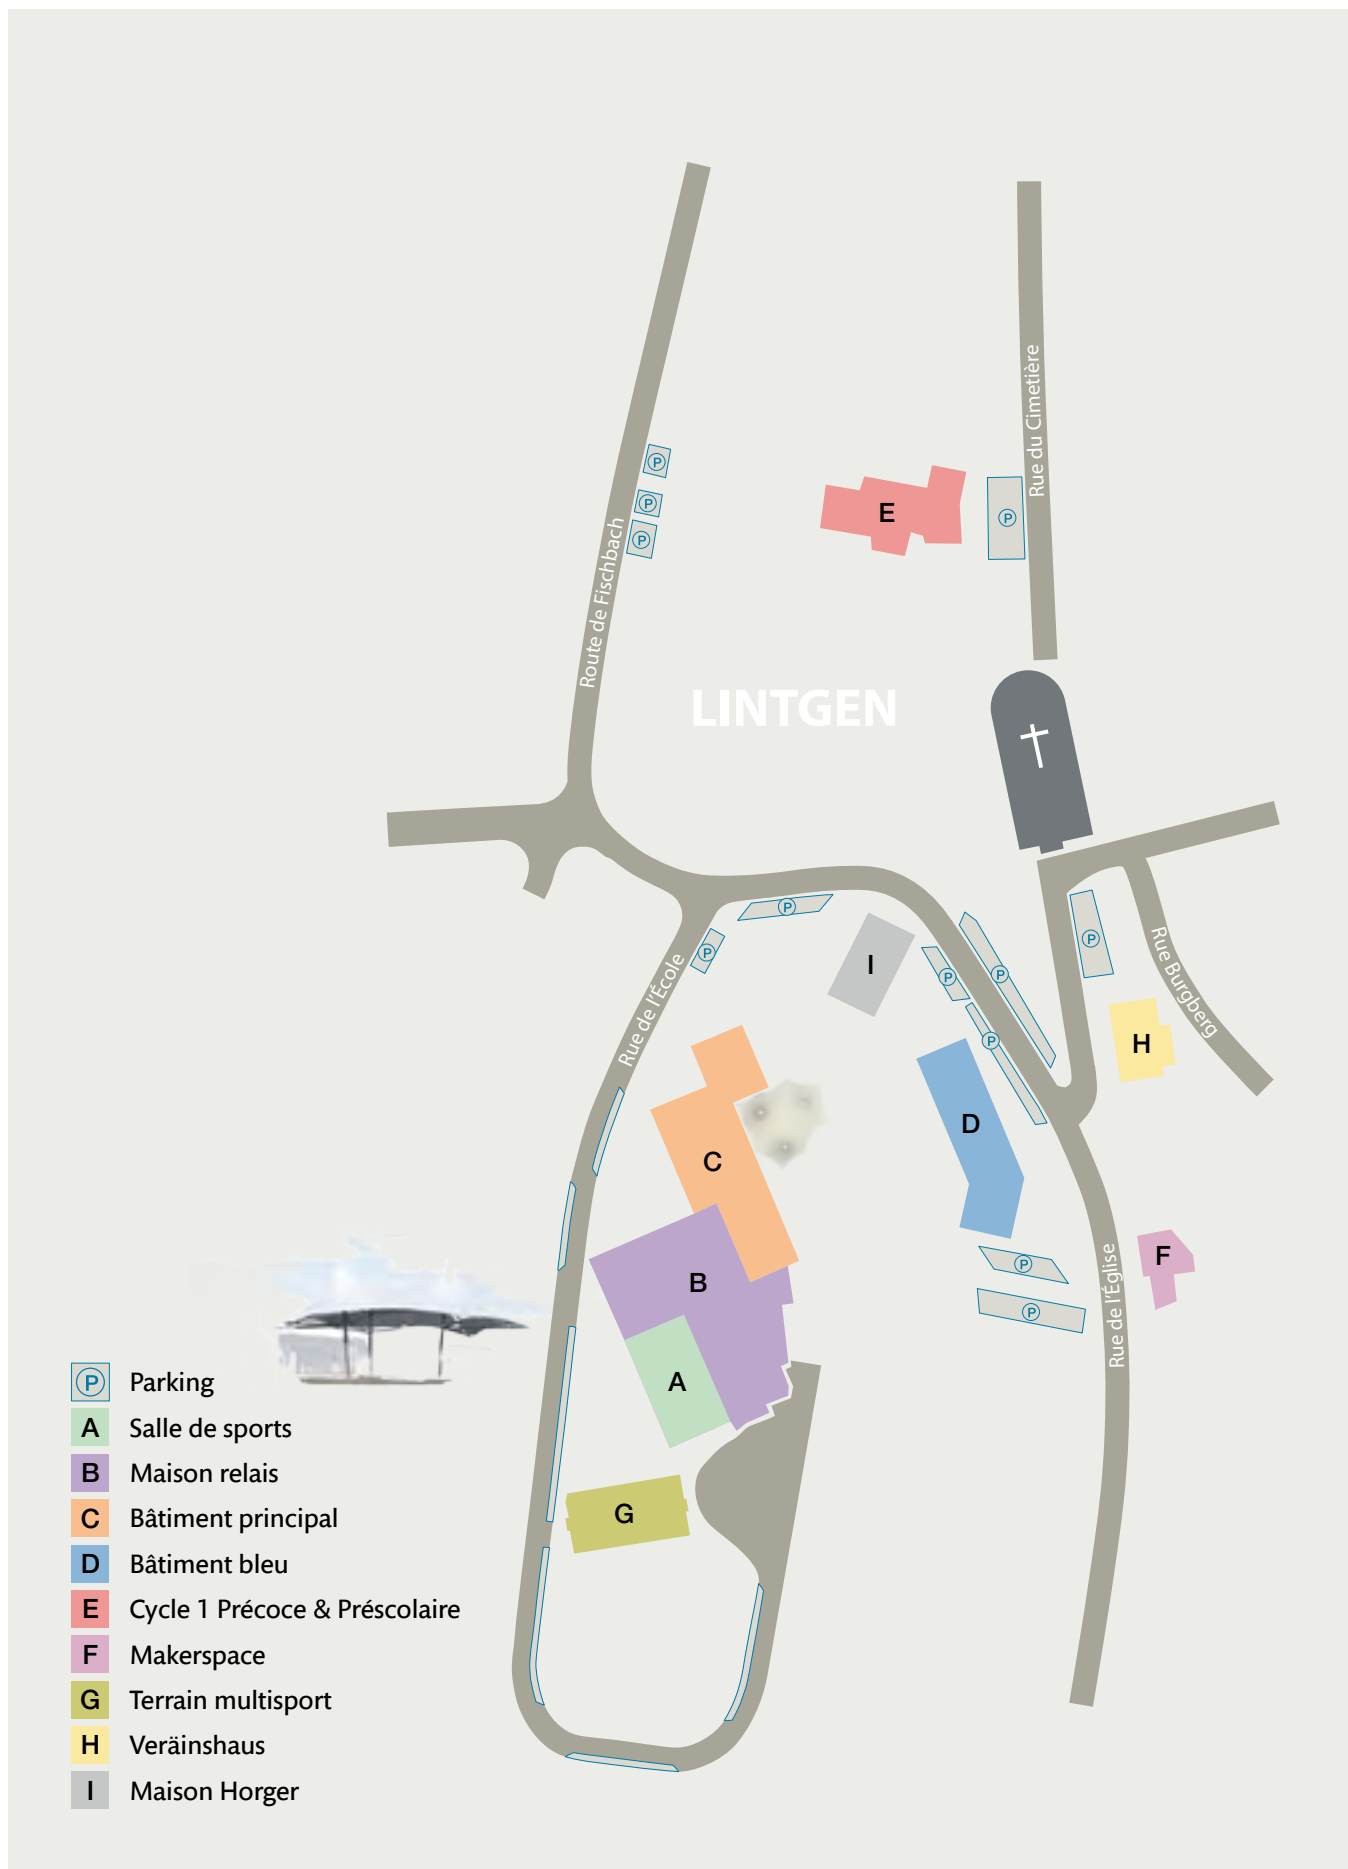 Rue du Cimetière
P
P
P
E
P
Route de Fischbach
LINTGEN
P
P
P
Rue de l'École
I
P
P
P
Rue Burgberg
H
D
C
P
P
Rue de l'Église
F
B
A
G
P Parking
A Salle de sports
B Maison relais
C Bâtiment principal
D Bâtiment bleu
E Cycle 1 Précoce & Préscolaire
F Makerspace
G Terrain multisport
H Veräinshaus
I Maison Horger